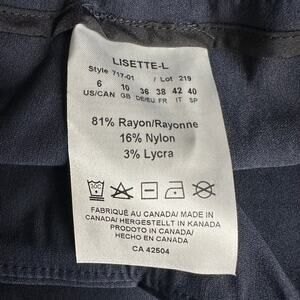 LISETTE-L
Style 717-01 / Lot 219
6 10 36 38 42 40
US/CAN GB DE/EU FR IT SP
81% Rayon/Rayonne
16% Nylon
3% Lycra
30C
FABRIQUÉ AU CANADA/ MADE IN
CANADA/ HERGESTELLT IN KANADA
PRODOTO IN CANADA/
HECHO EN CANADA
CA 42504